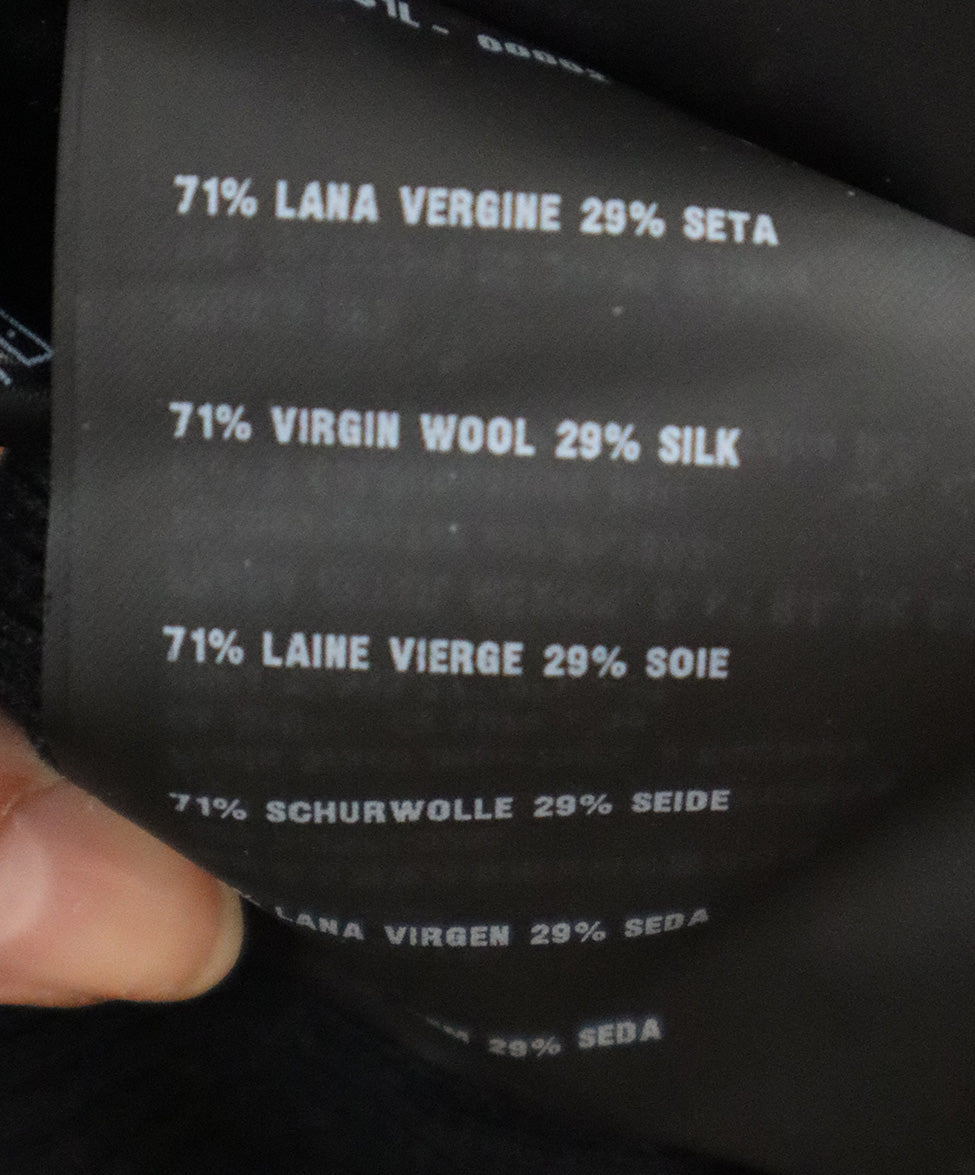 71% LANA VERGINE 29% SETA
71% VIRGIN WOOL 29% SILK
71% LAINE VIERGE 29% SOIE
71% SCHURWOLLE 29% SEIDE
LANA VIRGEN 29% SEDA
29% SEDA